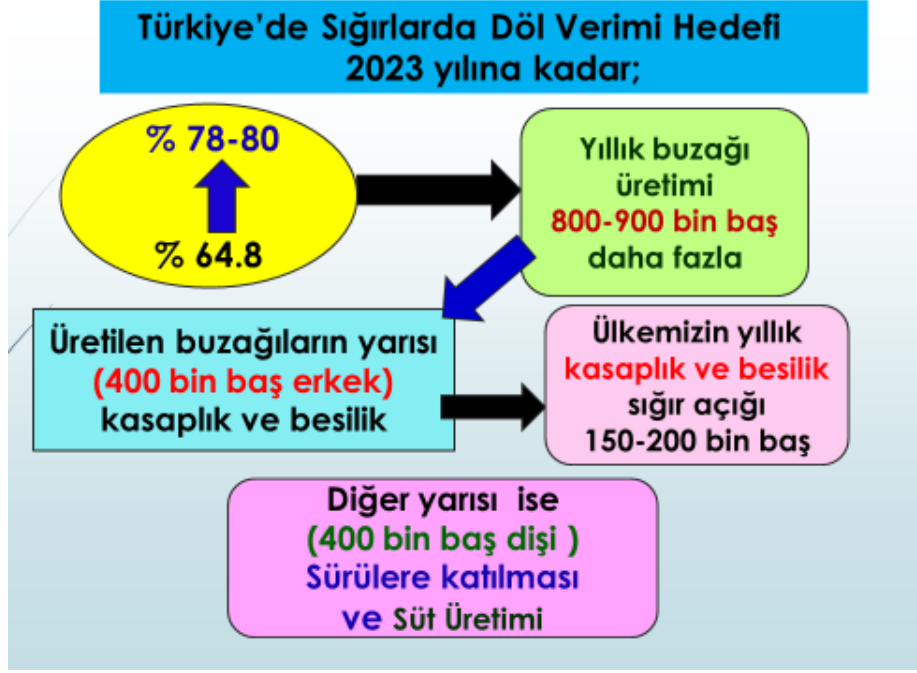 Türkiye’de Sığırlarda Döl Verimi Hedefi
2023 yılına kadar;
% 78-80
% 64.8
Yıllık buzağı
üretimi
800-900 bin baş
daha fazla
Üretilen buzağıların yarısı
(400 bin baş erkek)
kasaplık ve besilik
Ülkemizin yıllık
kasaplık ve besilik
sığır açığı
150-200 bin baş
Diğer yarısı ise
(400 bin baş dişi )
Sürülere katılması
ve Süt Üretimi